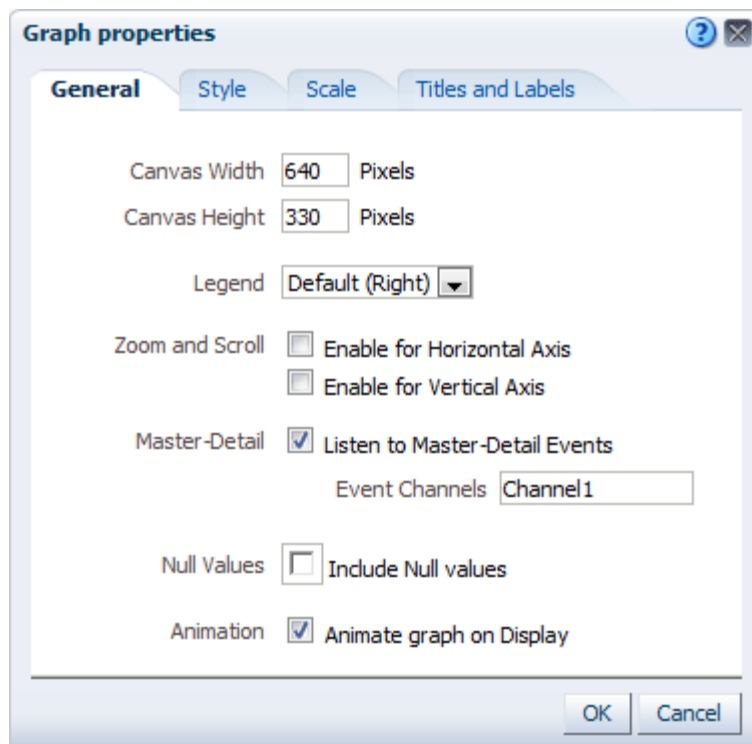 Graph properties
General Style Scale Titles and Labels
Canvas Width 640 Pixels
Canvas Height 330 Pixels
Legend Default (Right)
Zoom and Scroll Enable for Horizontal Axis
Enable for Vertical Axis
Master-Detail Listen to Master-Detail Events
Event Channels Channel1
Null Values Include Null values
Animation Animate graph on Display
OK Cancel